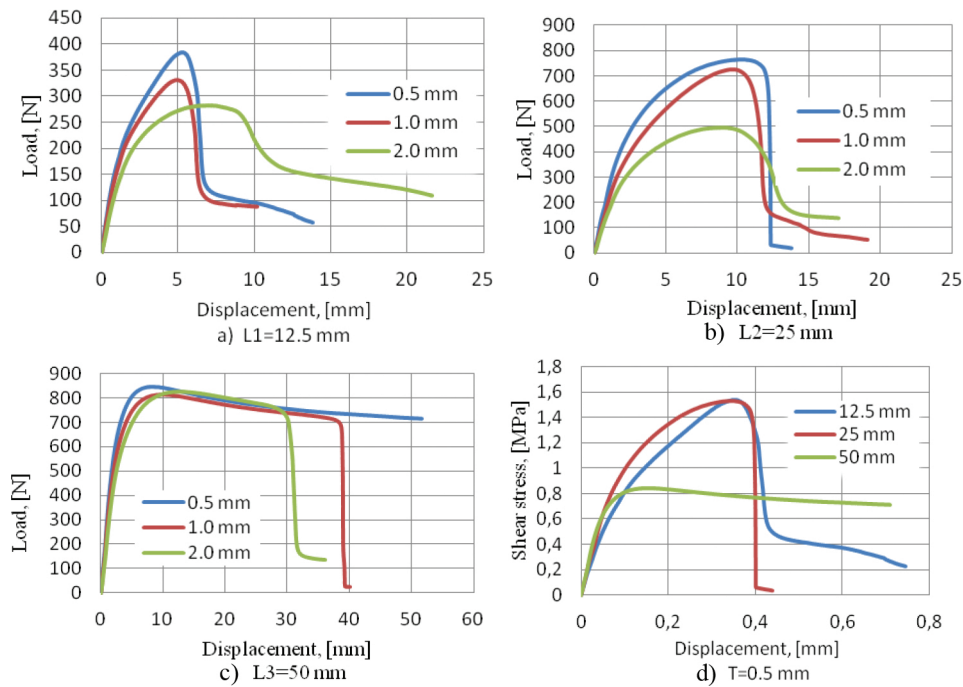 450
400
350
300
250
200
150
100
50
0
Load, [N]
0.5 mm
1.0 mm
2.0 mm
0 5 10 15 20 25
Displacement, [mm]
a) L1=12.5 mm
900
800
700
600
500
400
300
200
100
0
Load, [N]
0.5 mm
1.0 mm
2.0 mm
0 5 10 15 20 25
Displacement, [mm]
b) L2=25 mm
900
800
700
600
500
400
300
200
100
0
Load, [N]
0.5 mm
1.0 mm
2.0 mm
0 10 20 30 40 50 60
Displacement, [mm]
c) L3=50 mm
1,8
1,6
1,4
1,2
1
0,8
0,6
0,4
0,2
0
Shear stress, [MPa]
12.5 mm
25 mm
50 mm
0 0,2 0,4 0,6 0,8
Displacement, [mm]
d) T=0.5 mm